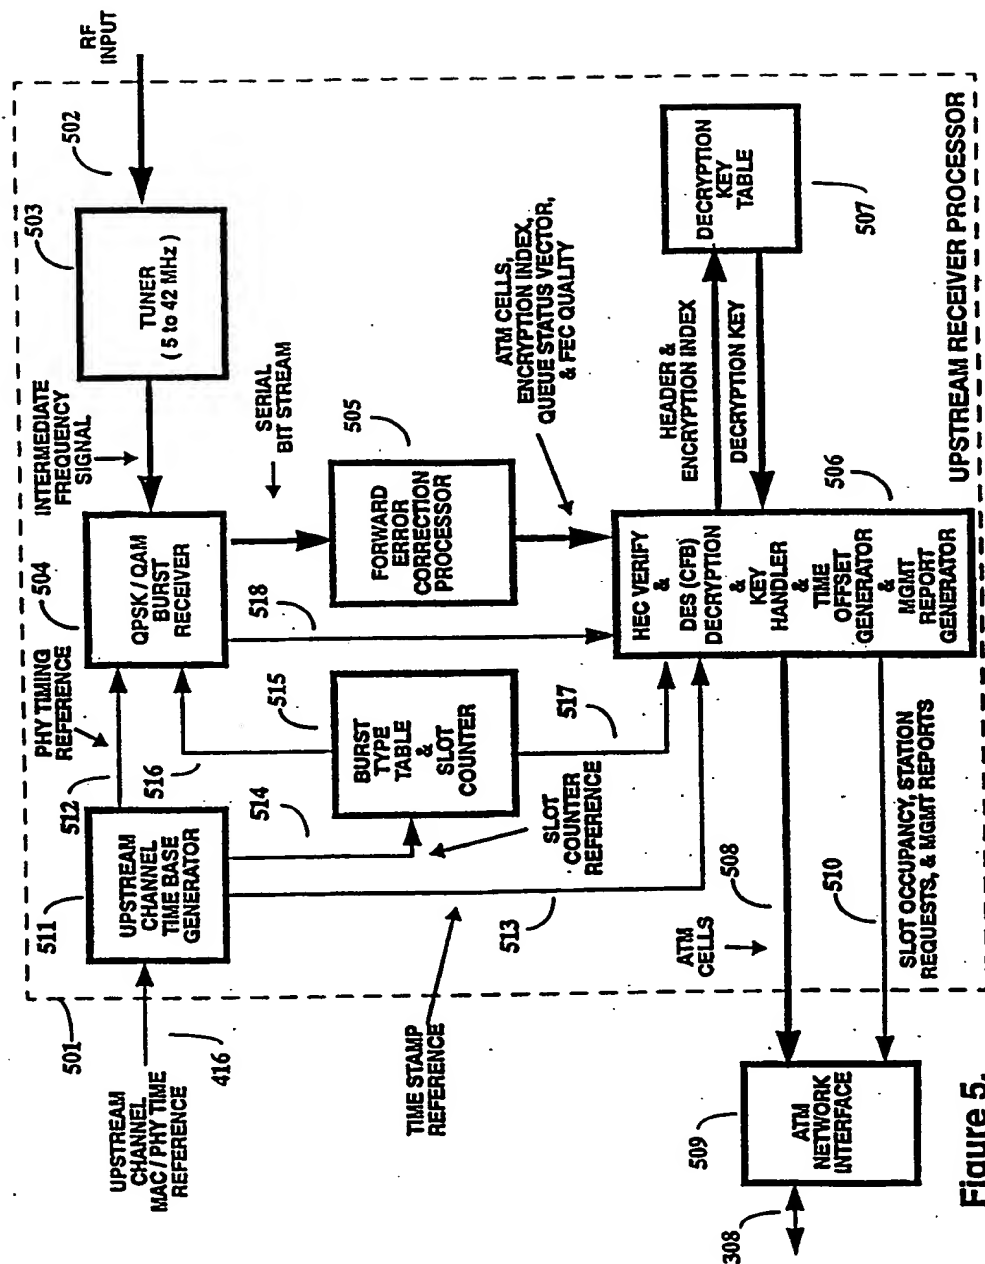 RF
INPUT
502
503
TUNER
( 5 to 42 MHz )
INTERMEDIATE
FREQUENCY
SIGNAL
504
QPSK / QAM
BURST
RECEIVER
PHY TIMING
REFERENCE
512
516
511
UPSTREAM
CHANNEL
TIME BASE
GENERATOR
501
416
UPSTREAM
CHANNEL
MAC / PHY TIME
REFERENCE
SERIAL
BIT STREAM
505
FORWARD
ERROR
CORRECTION
PROCESSOR
518
515
BURST
TYPE
TABLE
&
SLOT
COUNTER
514
517
SLOT
COUNTER
REFERENCE
513
TIME STAMP
REFERENCE
ATM CELLS,
ENCRYPTION INDEX,
QUEUE STATUS VECTOR,
& FEC QUALITY
DECRYPTION
KEY
TABLE
507
HEADER &
ENCRYPTION INDEX
DECRYPTION KEY
506
HEC VERIFY
&
DES (CFB)
DECRYPTION
&
KEY
HANDLER
&
TIME
OFFSET
GENERATOR
&
MGMT
REPORT
GENERATOR
508
ATM
CELLS
510
SLOT OCCUPANCY, STATION
REQUESTS, & MGMT REPORTS
509
ATM
NETWORK
INTERFACE
308
UPSTREAM RECEIVER PROCESSOR
Figure 5.